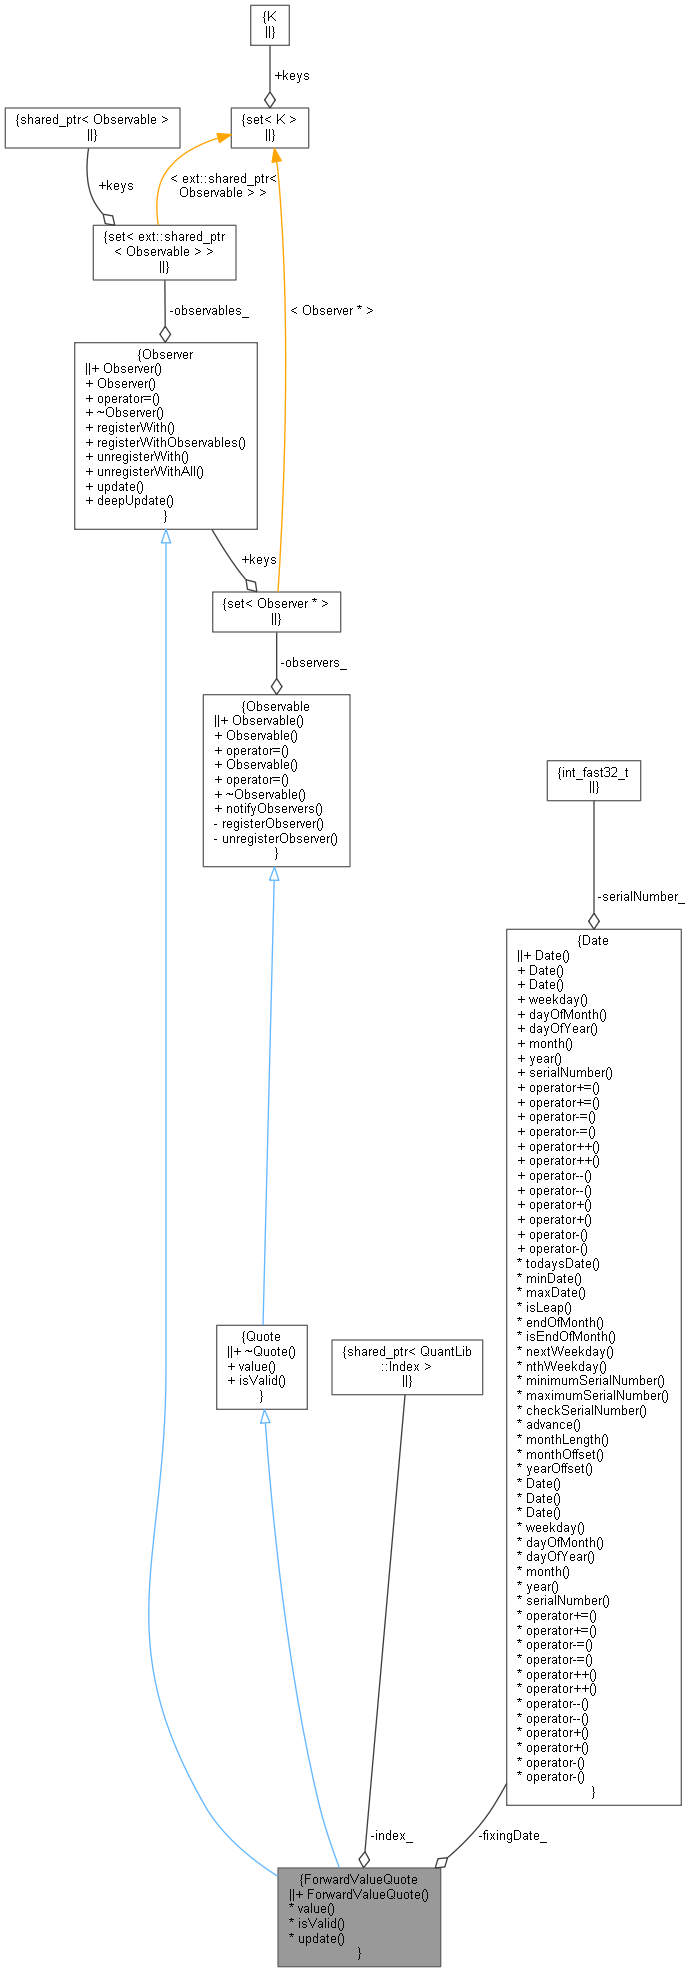 {K
||}
+keys
{shared_ptr< Observable >
||}
{set< K >
||}
+keys
< ext::shared_ptr<
Observable > >
{set< ext::shared_ptr
< Observable > >
||}
-observables_
< Observer * >
{Observer
||+ Observer()
+ Observer()
+ operator=()
+ ~Observer()
+ registerWith()
+ registerWithObservables()
+ unregisterWith()
+ unregisterWithAll()
+ update()
+ deepUpdate()
}
+keys
{set< Observer * >
||}
-observers_
{Observable
||+ Observable()
+ Observable()
+ operator=()
+ Observable()
+ operator=()
+ ~Observable()
+ notifyObservers()
- registerObserver()
- unregisterObserver()
}
{int_fast32_t
||}
-serialNumber_
{Date
||+ Date()
+ Date()
+ Date()
+ weekday()
+ dayOfMonth()
+ dayOfYear()
+ month()
+ year()
+ serialNumber()
+ operator+=()
+ operator+=()
+ operator-=()
+ operator-=()
+ operator++()
+ operator++()
+ operator--()
+ operator--()
+ operator+()
+ operator+()
+ operator-()
+ operator-()
* todaysDate()
* minDate()
* maxDate()
* isLeap()
* endOfMonth()
* isEndOfMonth()
* nextWeekday()
* nthWeekday()
* minimumSerialNumber()
* maximumSerialNumber()
* checkSerialNumber()
* advance()
* monthLength()
* monthOffset()
* yearOffset()
* Date()
* Date()
* Date()
* weekday()
* dayOfMonth()
* dayOfYear()
* month()
* year()
* serialNumber()
* operator+=()
* operator+=()
* operator-=()
* operator-=()
* operator++()
* operator++()
* operator--()
* operator--()
* operator+()
* operator+()
* operator-()
* operator-()
}
{Quote
||+ ~Quote()
+ value()
+ isValid()
}
{shared_ptr< QuantLib
::Index >
||}
-index_
-fixingDate_
{ForwardValueQuote
||+ ForwardValueQuote()
* value()
* isValid()
* update()
}